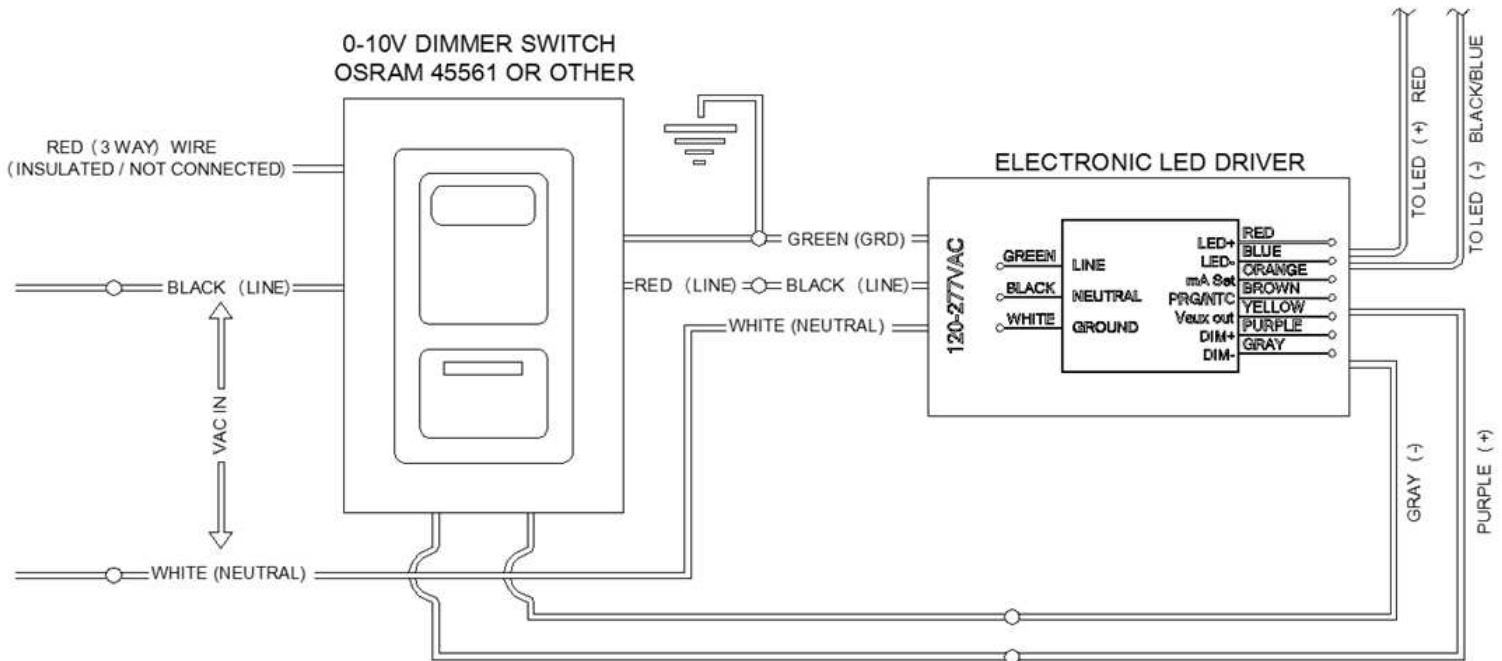 0-10V DIMMER SWITCH
OSRAM 45561 OR OTHER
RED (3 WAY) WIRE
(INSULATED / NOT CONNECTED)
BLACK (LINE)
VAC IN
WHITE (NEUTRAL)
GREEN (GRD)
RED (LINE)
BLACK (LINE)
WHITE (NEUTRAL)
ELECTRONIC LED DRIVER
120-277VAC
GREEN
BLACK
WHITE
LINE
NEUTRAL
GROUND
LED+
LED-
mA Set
PRG/NTC
Vaux out
DIM+
DIM-
RED
BLUE
ORANGE
BROWN
YELLOW
PURPLE
GRAY
TO LED (+) RED
TO LED (-) BLACK/BLUE
GRAY (-)
PURPLE (+)